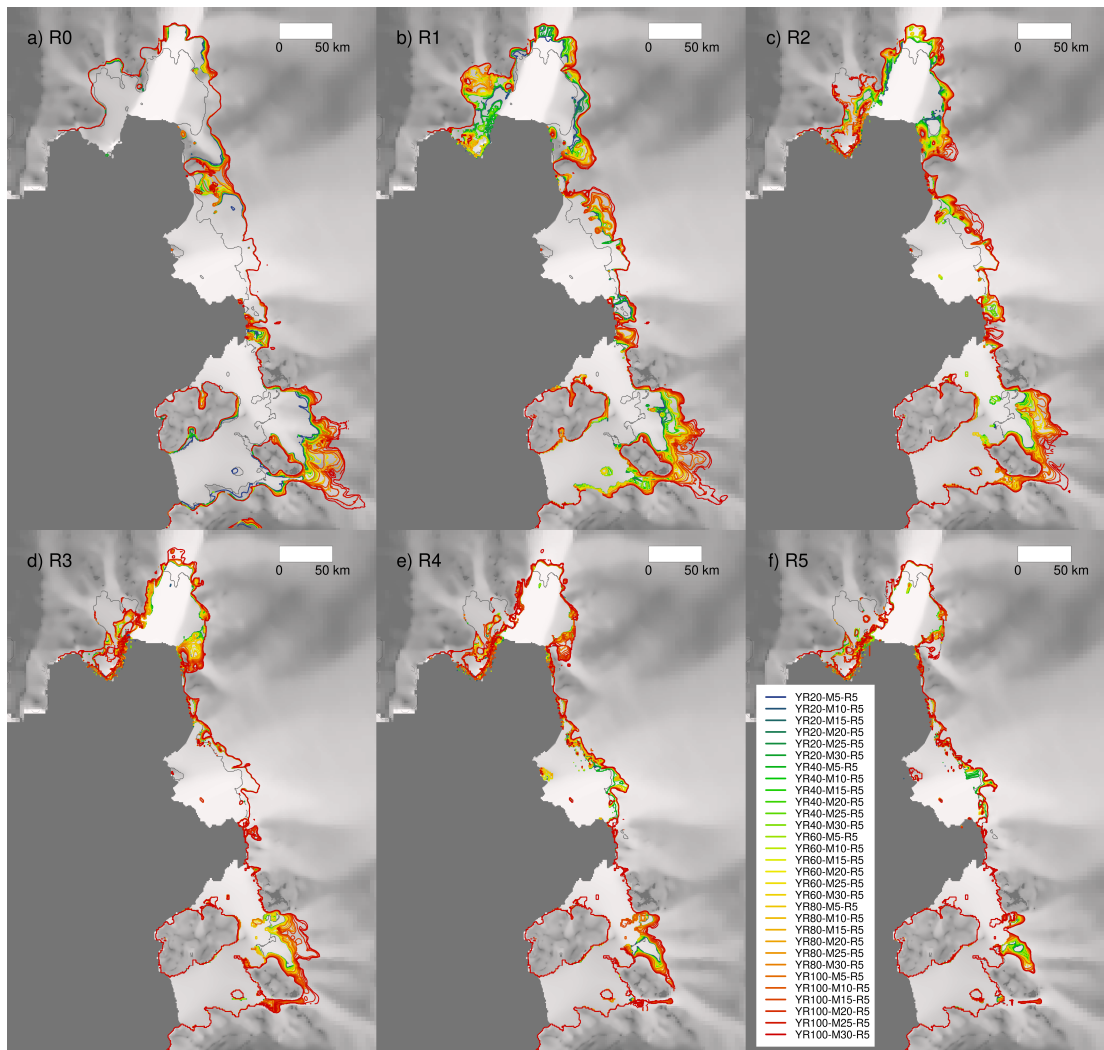 a) R0
0 50 km
b) R1
0 50 km
c) R2
0 50 km
d) R3
0 50 km
e) R4
0 50 km
f) R5
0 50 km
YR20-M5-R5
YR20-M10-R5
YR20-M15-R5
YR20-M20-R5
YR20-M25-R5
YR20-M30-R5
YR40-M5-R5
YR40-M10-R5
YR40-M15-R5
YR40-M20-R5
YR40-M25-R5
YR40-M30-R5
YR60-M5-R5
YR60-M10-R5
YR60-M15-R5
YR60-M20-R5
YR60-M25-R5
YR60-M30-R5
YR80-M5-R5
YR80-M10-R5
YR80-M15-R5
YR80-M20-R5
YR80-M25-R5
YR80-M30-R5
YR100-M5-R5
YR100-M10-R5
YR100-M15-R5
YR100-M20-R5
YR100-M25-R5
YR100-M30-R5